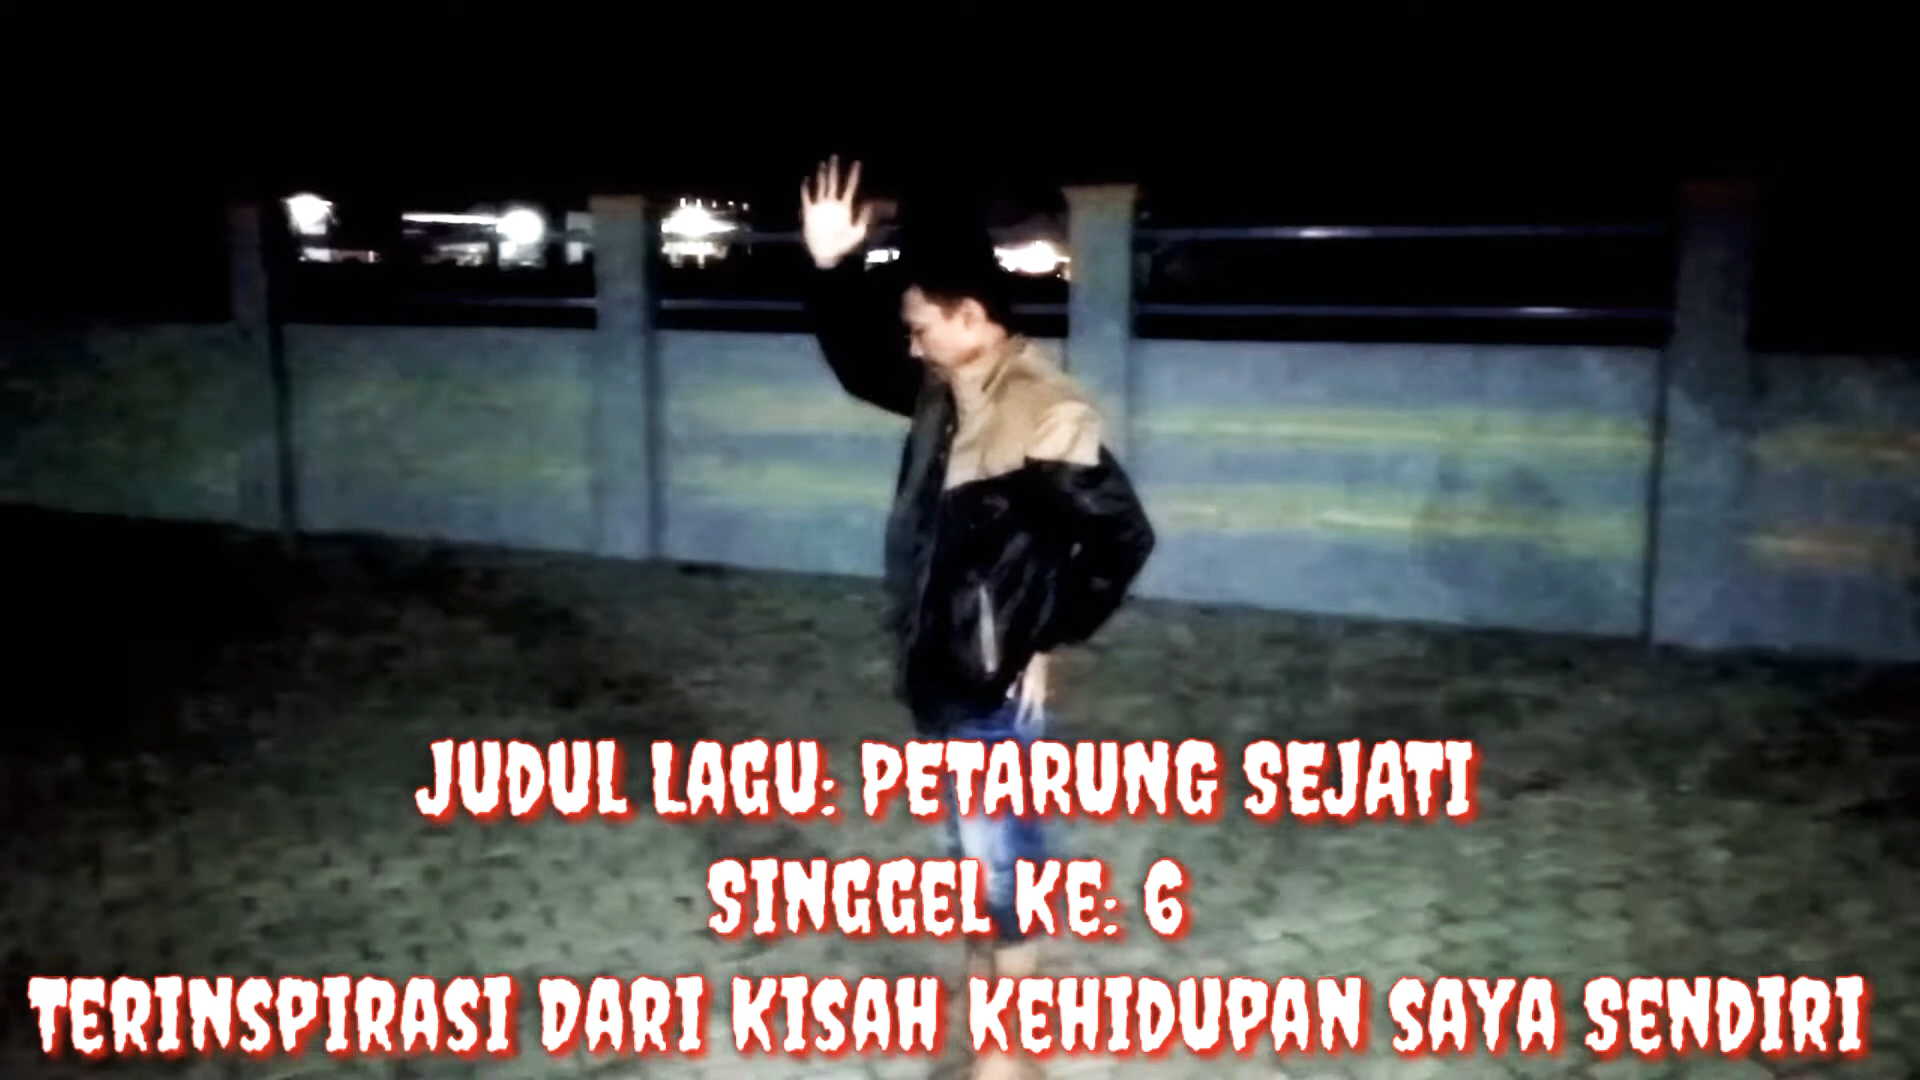 JUDUL LAGU: PETARUNG SEJATI
SINGGEL KE: 6
TERINSPIRASI DARI KISAH KEHIDUPAN SAYA SENDIRI